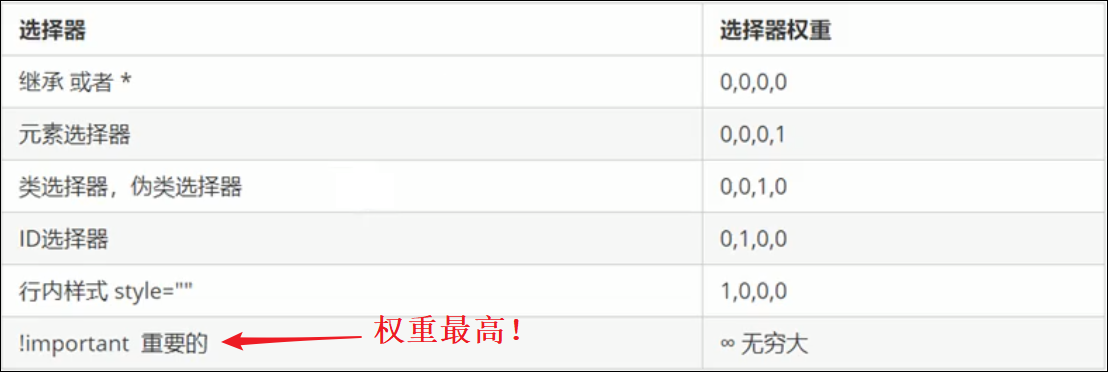 选择器 选择器权重
继承 或者 * 0,0,0,0
元素选择器 0,0,0,1
类选择器，伪类选择器 0,0,1,0
ID选择器 0,1,0,0
行内样式 style="" 1,0,0,0
权重最高！
!important 重要的 ∞ 无穷大